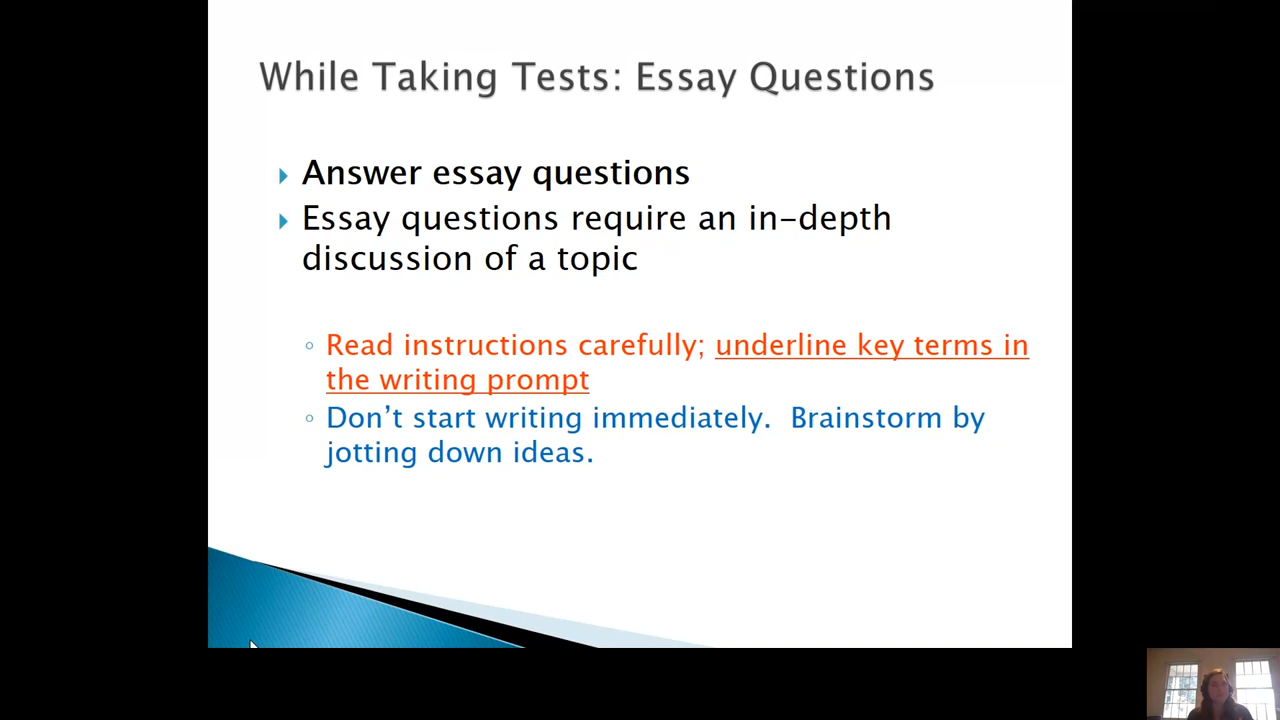 While Taking Tests: Essay Questions
Answer essay questions
Essay questions require an in-depth
discussion of a topic
Read instructions carefully; underline key terms in
the writing prompt
Don’t start writing immediately.  Brainstorm by
jotting down ideas.